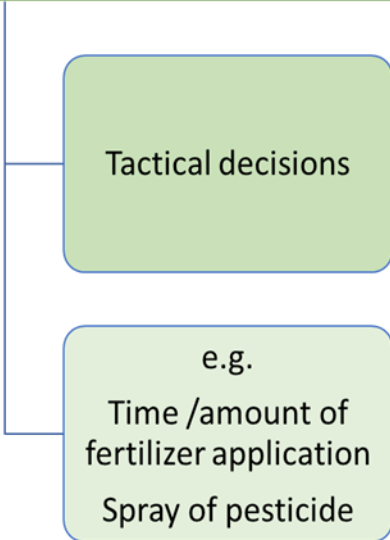 Tactical decisions
e.g.
Time /amount of
fertilizer application
Spray of pesticide